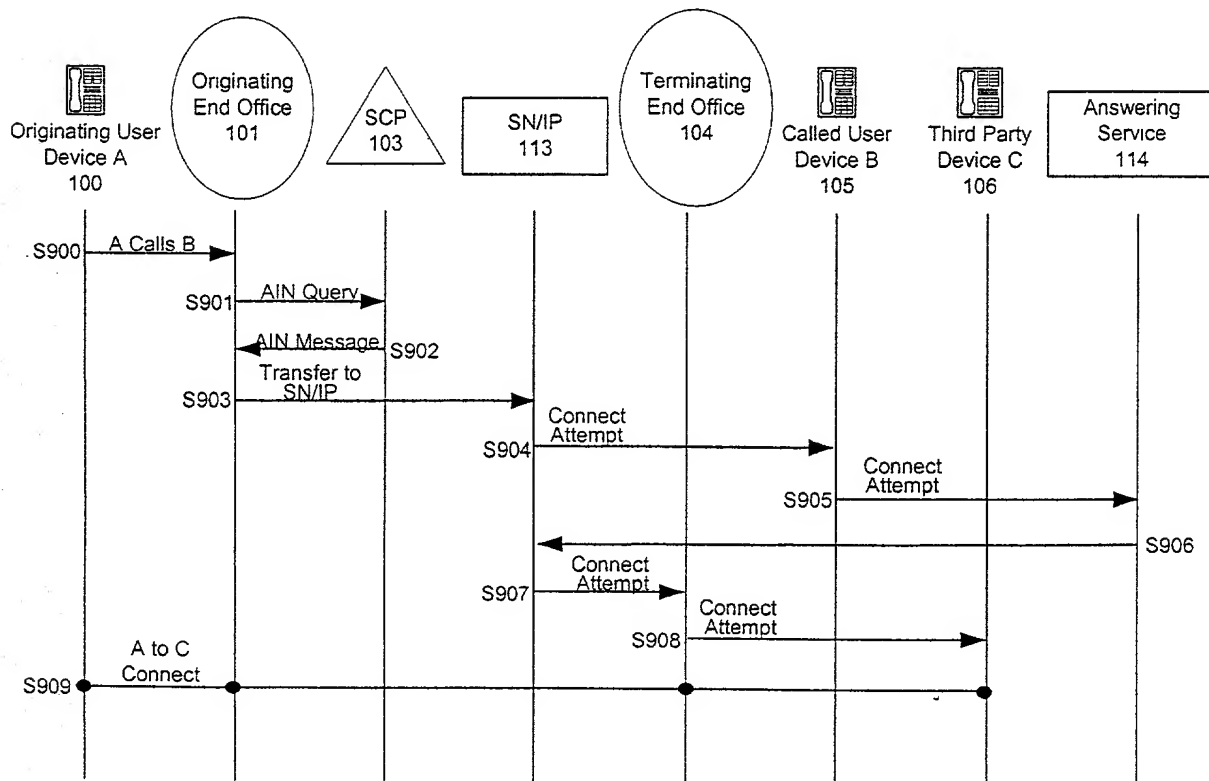 Originating User
Device A
100
Originating
End Office
101
SCP
103
SN/IP
113
Terminating
End Office
104
Called User
Device B
105
Third Party
Device C
106
Answering
Service
114
S900
A Calls B
S901
AIN Query
AIN Message
S902
Transfer to
SN/IP
S903
Connect
Attempt
S904
Connect
Attempt
S905
S906
Connect
Attempt
S907
Connect
Attempt
S908
A to C
Connect
S909